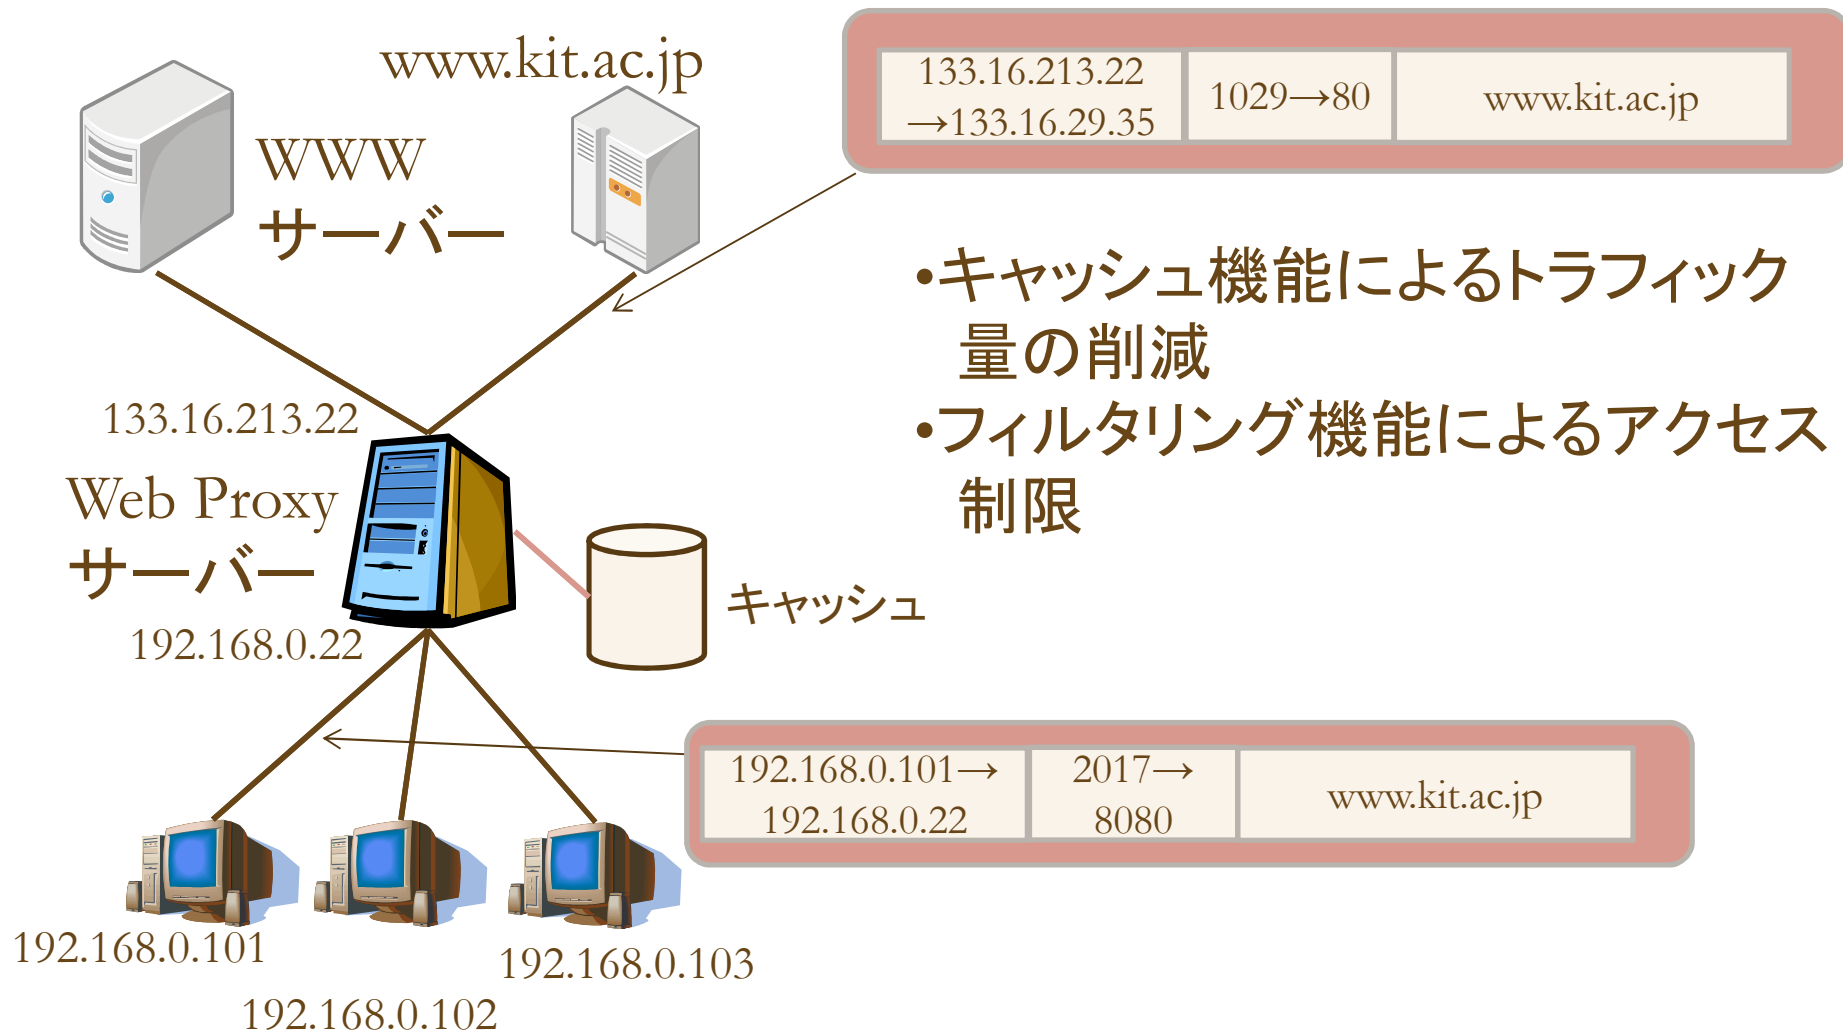 www.kit.ac.jp
WWW
サーバー
133.16.213.22
→133.16.29.35
1029→80
www.kit.ac.jp
•キャッシュ機能によるトラフィック
量の削減
•フィルタリング機能によるアクセス
制限
133.16.213.22
Web Proxy
サーバー
192.168.0.22
キャッシュ
192.168.0.101→
192.168.0.22
2017→
8080
www.kit.ac.jp
192.168.0.101
192.168.0.102
192.168.0.103